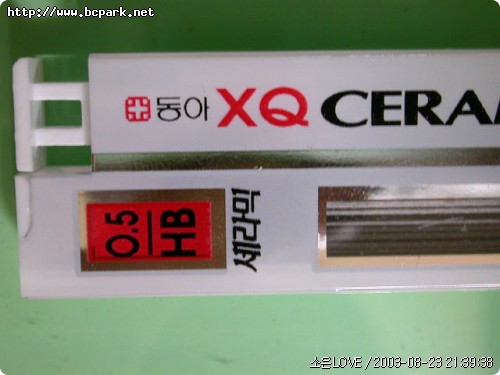 http://www.bcpark.net
동아 XQ CERAM
0.5
HB
세라믹
소은LOVE / 2003-08-23 21:39:38